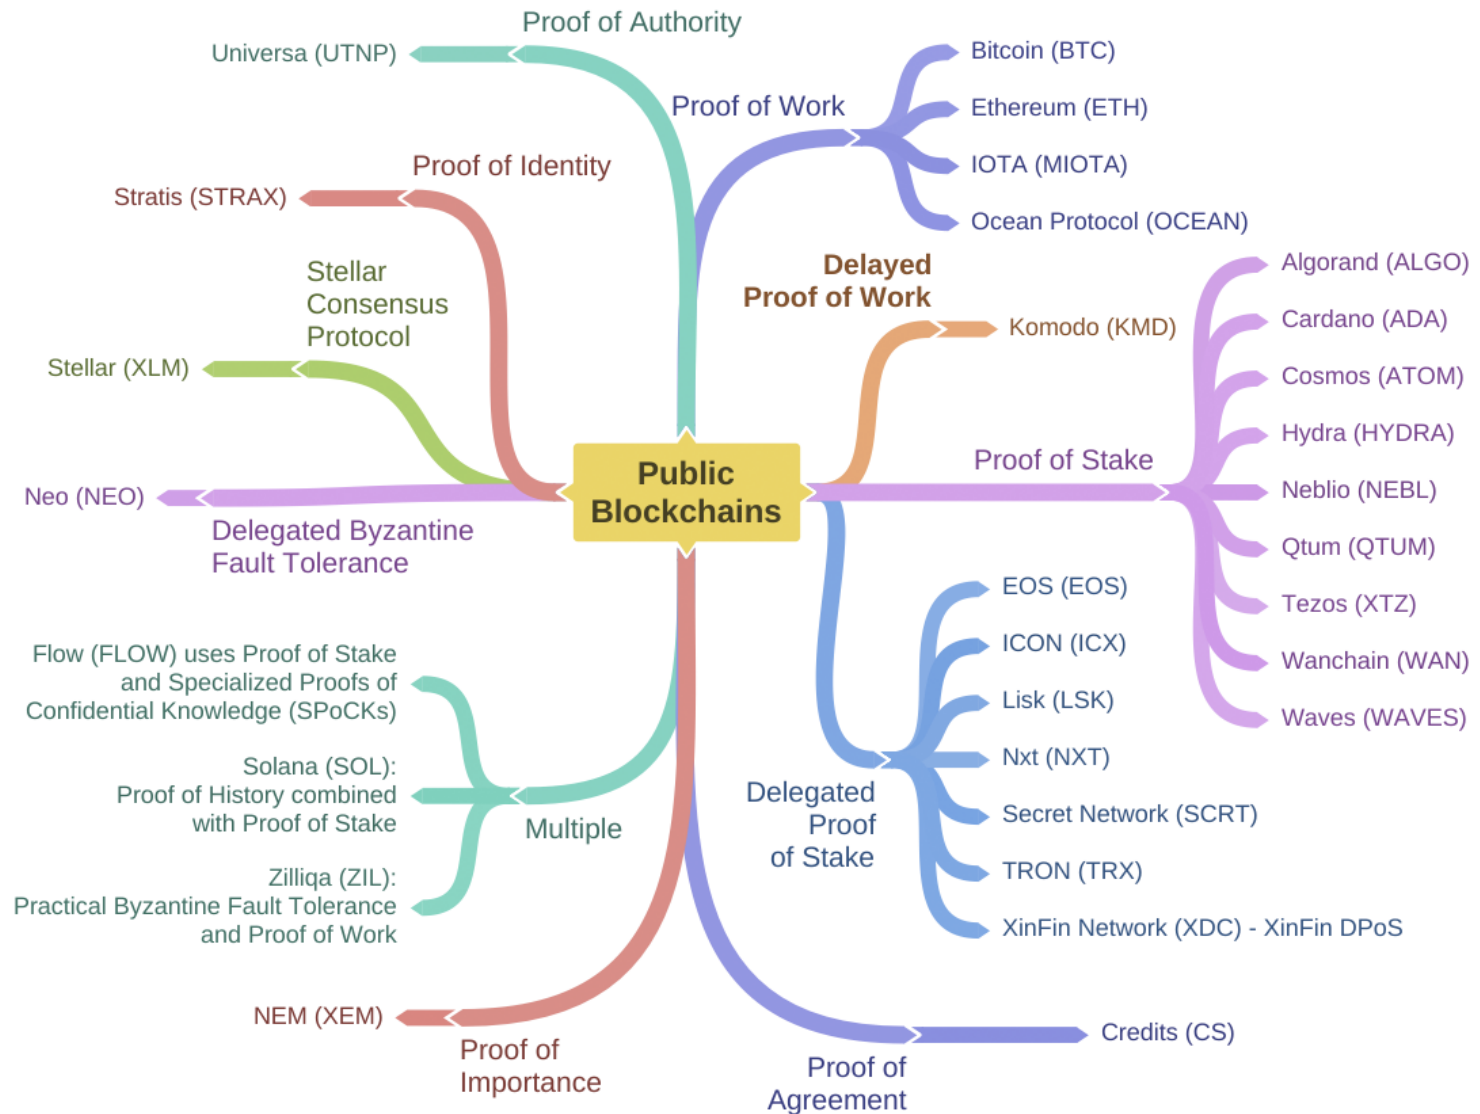 Public
Blockchains
Proof of Authority
Universa (UTNP)
Proof of Work
Bitcoin (BTC)
Ethereum (ETH)
IOTA (MIOTA)
Ocean Protocol (OCEAN)
Delayed
Proof of Work
Komodo (KMD)
Proof of Stake
Algorand (ALGO)
Cardano (ADA)
Cosmos (ATOM)
Hydra (HYDRA)
Neblio (NEBL)
Qtum (QTUM)
Tezos (XTZ)
Wanchain (WAN)
Waves (WAVES)
Delegated
Proof
of Stake
EOS (EOS)
ICON (ICX)
Lisk (LSK)
Nxt (NXT)
Secret Network (SCRT)
TRON (TRX)
XinFin Network (XDC) - XinFin DPoS
Proof of
Agreement
Credits (CS)
Proof of
Importance
NEM (XEM)
Multiple
Flow (FLOW) uses Proof of Stake
and Specialized Proofs of
Confidential Knowledge (SPoCKs)
Solana (SOL):
Proof of History combined
with Proof of Stake
Zilliqa (ZIL):
Practical Byzantine Fault Tolerance
and Proof of Work
Delegated Byzantine
Fault Tolerance
Neo (NEO)
Stellar
Consensus
Protocol
Stellar (XLM)
Proof of Identity
Stratis (STRAX)